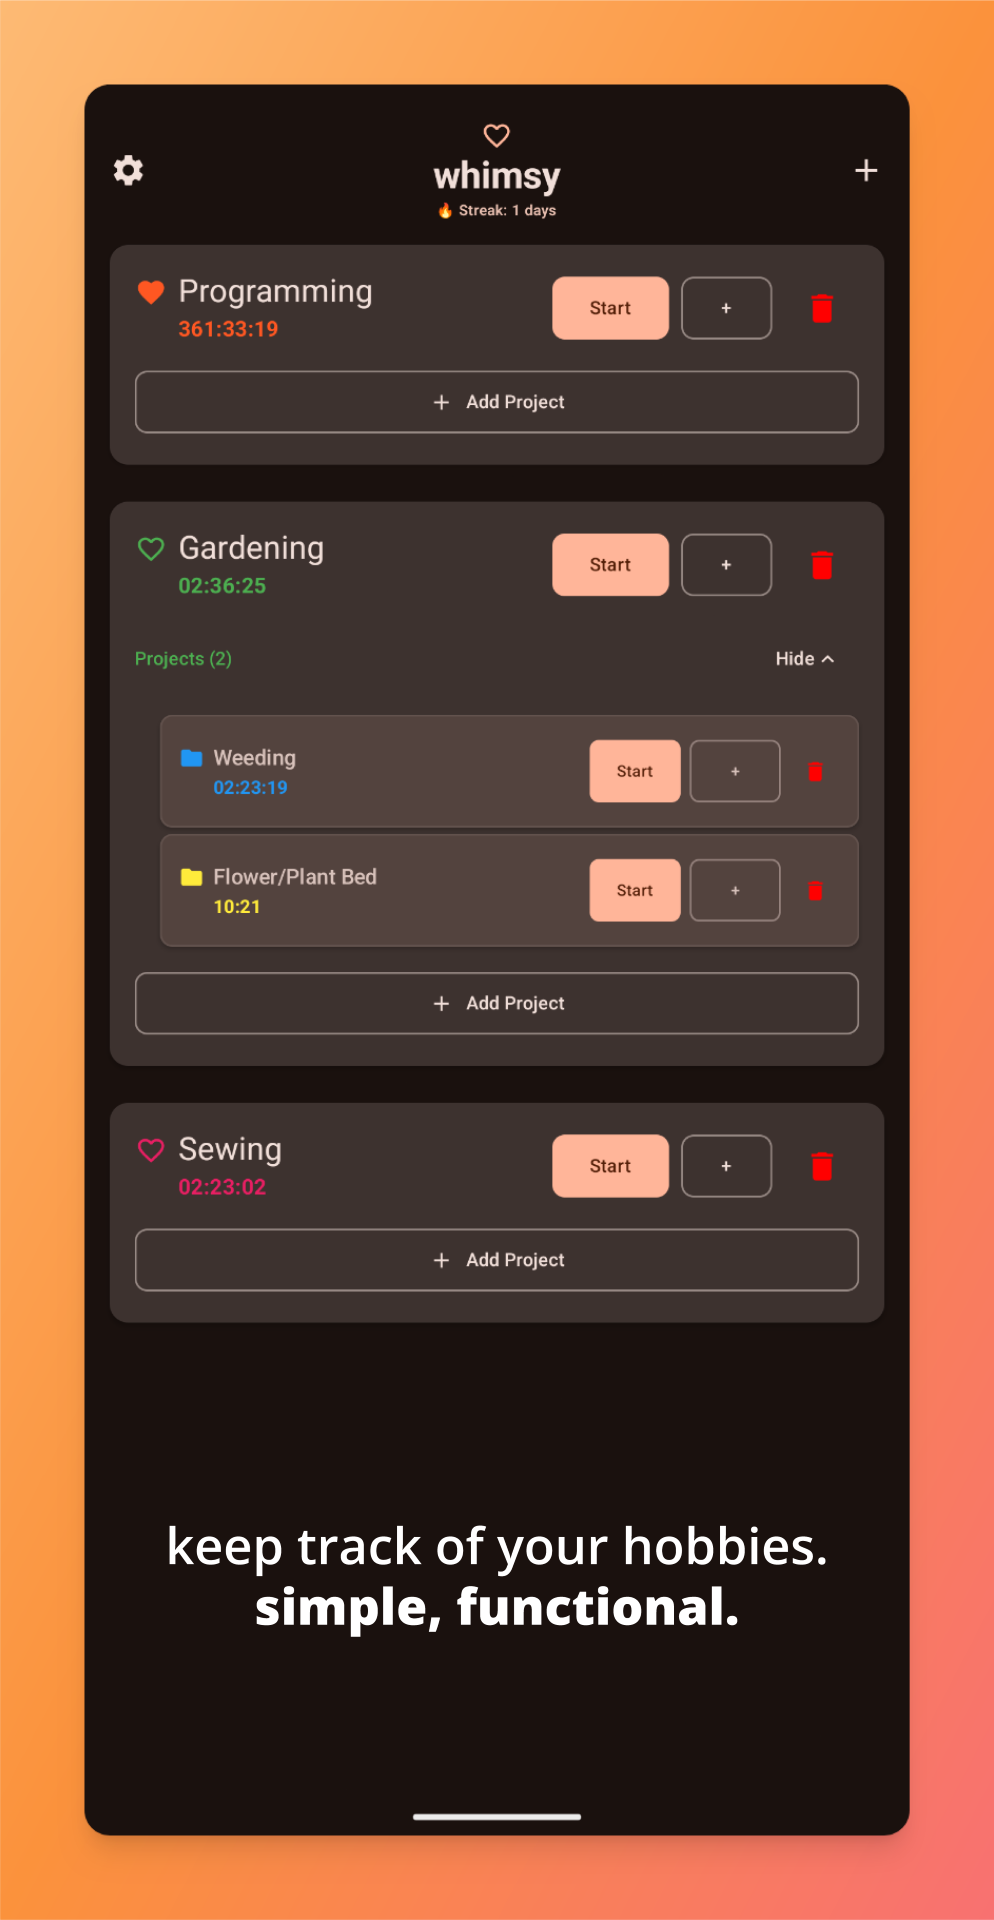 whimsy
🔥 Streak: 1 days
Programming
361:33:19
Start
+
+ Add Project
Gardening
02:36:25
Start
+
Projects (2)
Hide
Weeding
02:23:19
Start
+
Flower/Plant Bed
10:21
Start
+
+ Add Project
Sewing
02:23:02
Start
+
+ Add Project
keep track of your hobbies.
simple, functional.